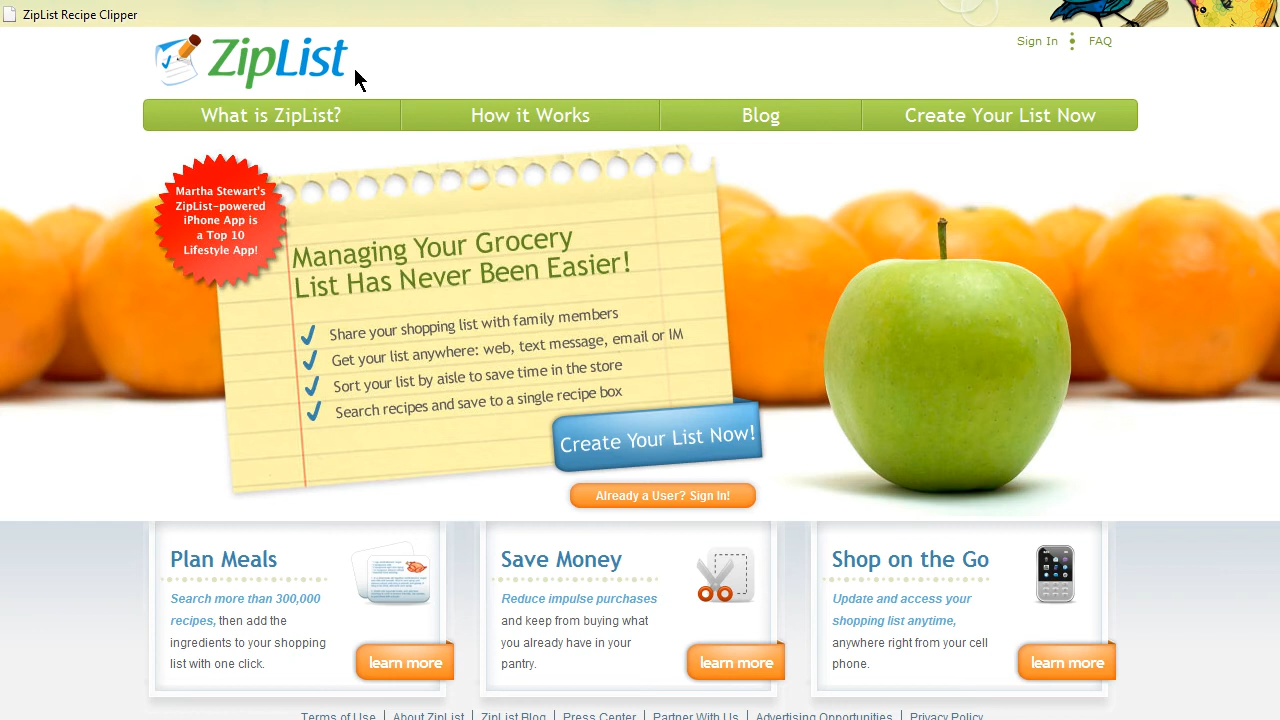 ZipList Recipe Clipper
Sign In
FAQ
ZipList
What is ZipList?
How it Works
Blog
Create Your List Now
Martha Stewart's
ZipList-powered
iPhone App is
a Top 10
Lifestyle App!
Managing Your Grocery
List Has Never Been Easier!
Share your shopping list with family members
Get your list anywhere: web, text message, email or IM
Sort your list by aisle to save time in the store
Search recipes and save to a single recipe box
Create Your List Now!
Already a User? Sign In!
Plan Meals
Search more than 300,000
recipes, then add the
ingredients to your shopping
list with one click.
learn more
Save Money
Reduce impulse purchases
and keep from buying what
you already have in your
pantry.
learn more
Shop on the Go
Update and access your
shopping list anytime,
anywhere right from your cell
phone.
learn more
Terms of Use | About ZipList | ZipList Blog | Press Center | Partner With Us | Advertising Opportunities | Privacy Policy